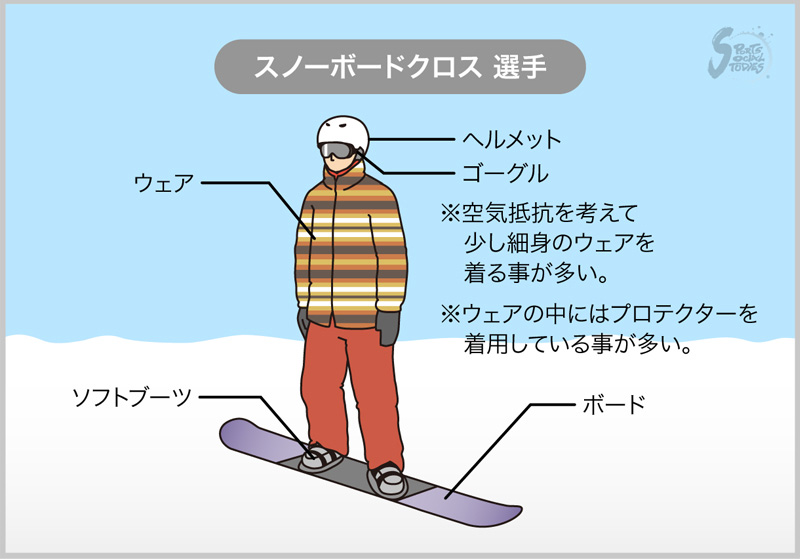 スノーボードクロス 選手
SPORTS
SOCIAL
STORIES
ヘルメット
ゴーグル
ウェア
※空気抵抗を考えて
少し細身のウェアを
着る事が多い。
※ウェアの中にはプロテクターを
着用している事が多い。
ソフトブーツ
ボード